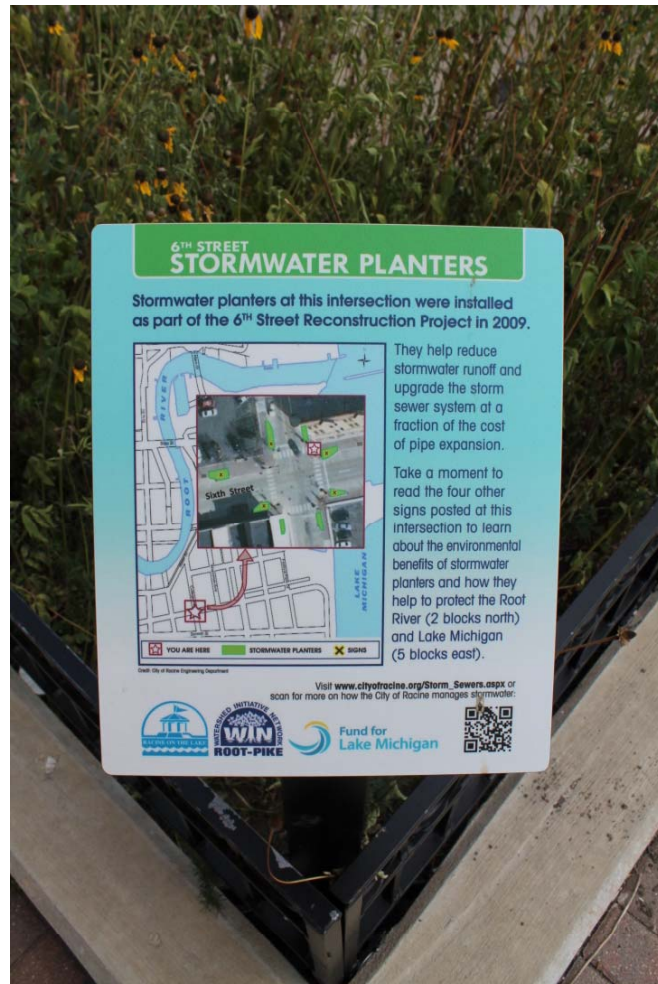 6TH STREET
STORMWATER PLANTERS
Stormwater planters at this intersection were installed
as part of the 6TH Street Reconstruction Project in 2009.
RIVER
ROOT
Sixth Street
LAKE
MICHIGAN
YOU ARE HERE
STORMWATER PLANTERS
SIGNS
Credit: City of Racine Engineering Department
They help reduce
stormwater runoff and
upgrade the storm
sewer system at a
fraction of the cost
of pipe expansion.
Take a moment to
read the four other
signs posted at this
intersection to learn
about the environmental
benefits of stormwater
planters and how they
help to protect the Root
River (2 blocks north)
and Lake Michigan
(5 blocks east).
Visit www.cityofracine.org/Storm_Sewers.aspx or
scan for more on how the City of Racine manages stormwater:
RACINE ON THE LAKE
WATERSHED INITIATIVE NETWORK
WIN
ROOT-PIKE
Fund for
Lake Michigan